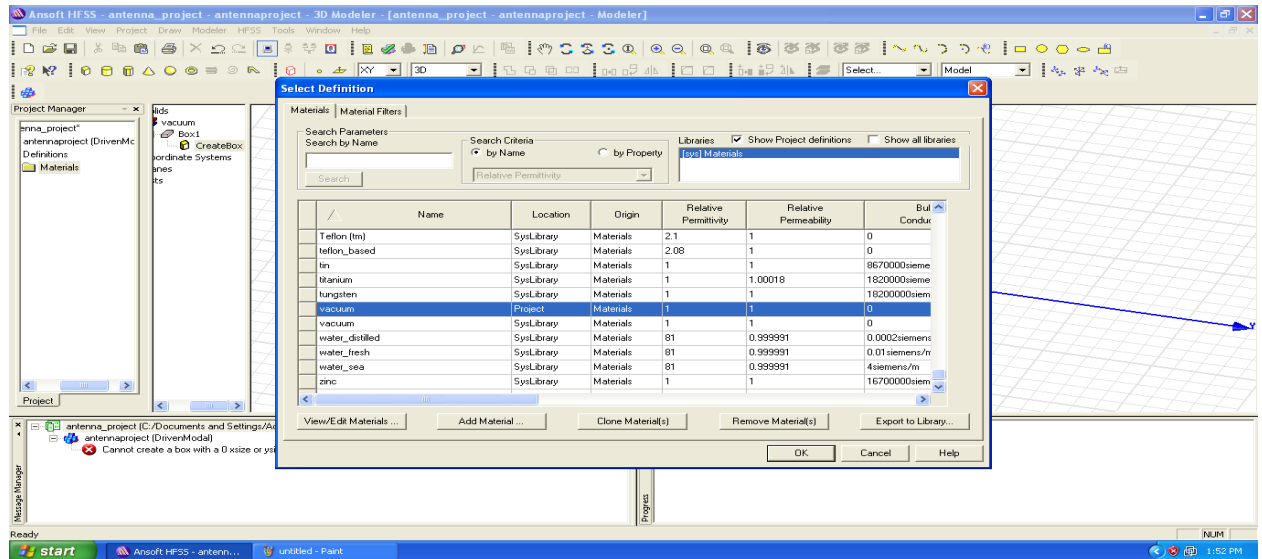 Ansoft HFSS - antenna_project - antennaproject - 3D Modeler - [antenna_project - antennaproject - Modeler]
File Edit View Project Draw Modeler HFSS Tools Window Help
XY 3D Select... Model
Project Manager
enna_project*
antennaproject (DrivenMc
Definitions
Materials
Project
lids
vacuum
Box1
CreateBox
oordinate Systems
anes
sts
Select Definition
Materials Material Filters
Search Parameters
Search by Name
Search
Search Criteria
by Name by Property
Relative Permittivity
Libraries Show Project definitions Show all libraries
[sys] Materials
Name Location Origin Relative Permittivity Relative Permeability Bul Conduc
Teflon (tm) SysLibrary Materials 2.1 1 0
teflon_based SysLibrary Materials 2.08 1 0
tin SysLibrary Materials 1 1 8670000sieme
titanium SysLibrary Materials 1 1.00018 1820000sieme
tungsten SysLibrary Materials 1 1 18200000siem
vacuum Project Materials 1 1 0
vacuum SysLibrary Materials 1 1 0
water_distilled SysLibrary Materials 81 0.999991 0.0002siemens
water_fresh SysLibrary Materials 81 0.999991 0.01siemens/m
water_sea SysLibrary Materials 81 0.999991 4siemens/m
zinc SysLibrary Materials 1 1 16700000siem
View/Edit Materials ... Add Material ... Clone Material(s) Remove Material(s) Export to Library...
OK Cancel Help
Y
antenna_project (C:/Documents and Settings/Ad
antennaproject (DrivenModal)
Cannot create a box with a 0 xsize or ysi
Message Manager
Progress
Ready NUM
start Ansoft HFSS - antenn... untitled - Paint 1:52 PM